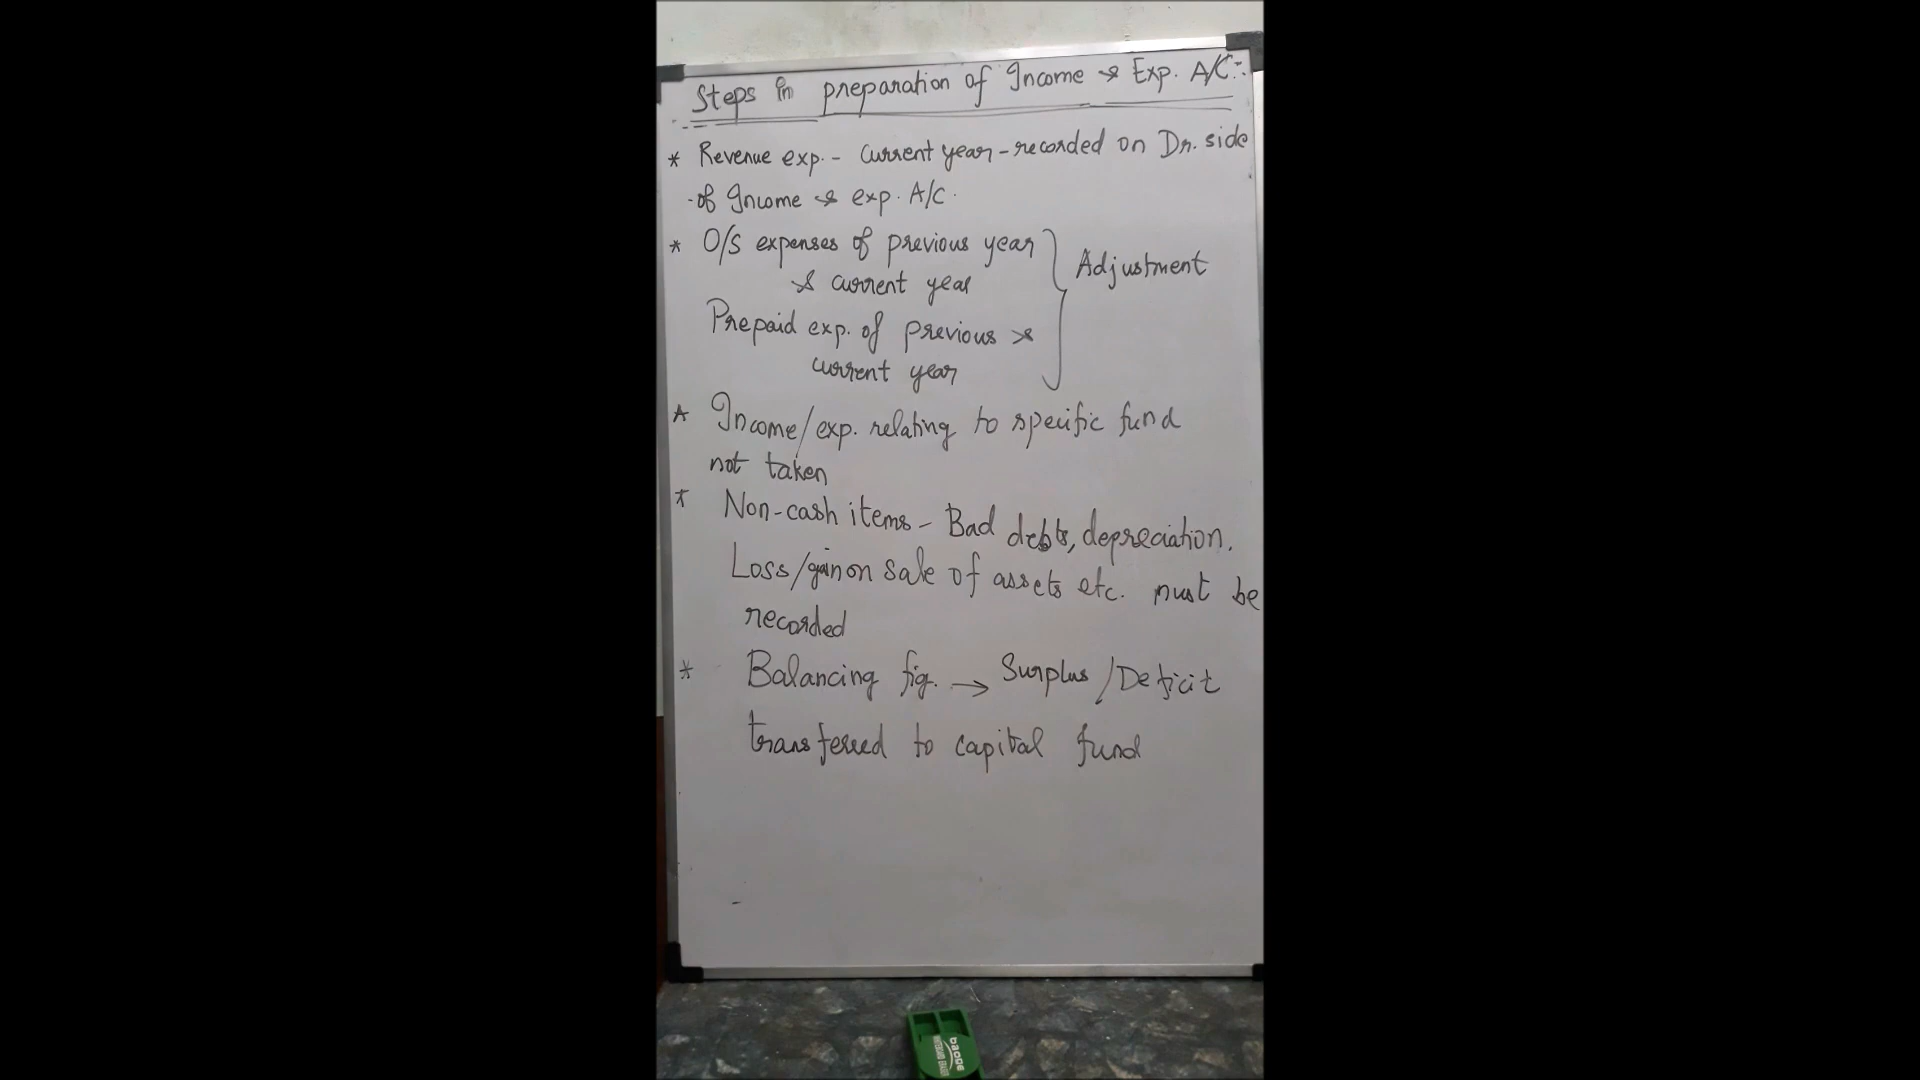 Steps in preparation of Income & Exp. A/C:-
* Revenue exp. - Current year - recorded on Dr. side
of Income & exp. A/C.
* O/S expenses of previous year
& current year
Adjustment
Prepaid exp. of previous &
current year
* Income/exp. relating to specific fund
not taken
* Non-cash items - Bad debts, depreciation.
Loss/gain on sale of assets etc. must be
recorded
* Balancing fig. → Surplus/Deficit
transferred to capital fund
baoke
WHITEBOARD ERASER